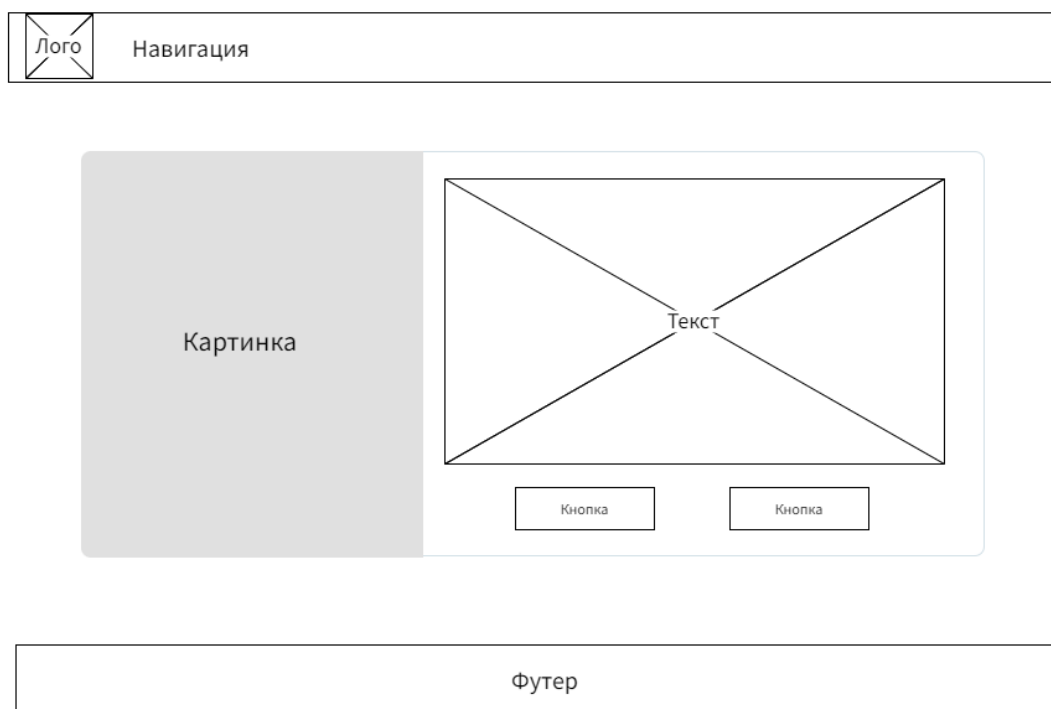 Лого
Навигация
Картинка
Текст
Кнопка
Кнопка
Футер